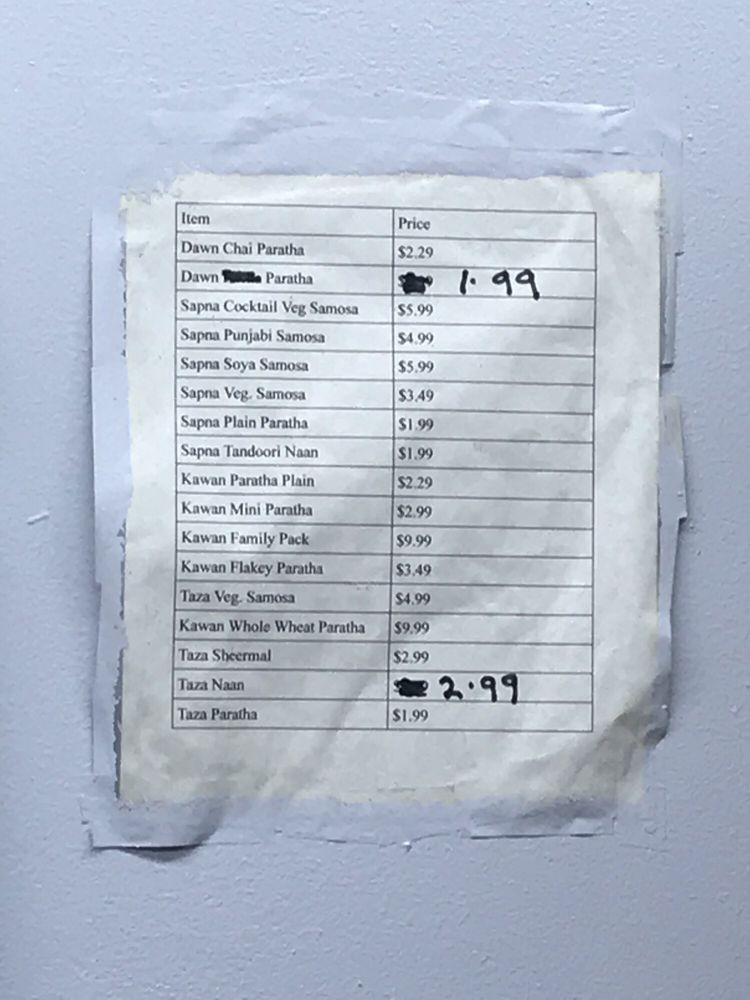 Item Price
Dawn Chai Paratha $2.29
Dawn Paratha 1.99
Sapna Cocktail Veg Samosa $5.99
Sapna Punjabi Samosa $4.99
Sapna Soya Samosa $5.99
Sapna Veg. Samosa $3.49
Sapna Plain Paratha $1.99
Sapna Tandoori Naan $1.99
Kawan Paratha Plain $2.29
Kawan Mini Paratha $2.99
Kawan Family Pack $9.99
Kawan Flakey Paratha $3.49
Taza Veg. Samosa $4.99
Kawan Whole Wheat Paratha $9.99
Taza Sheermal $2.99
Taza Naan 2.99
Taza Paratha $1.99